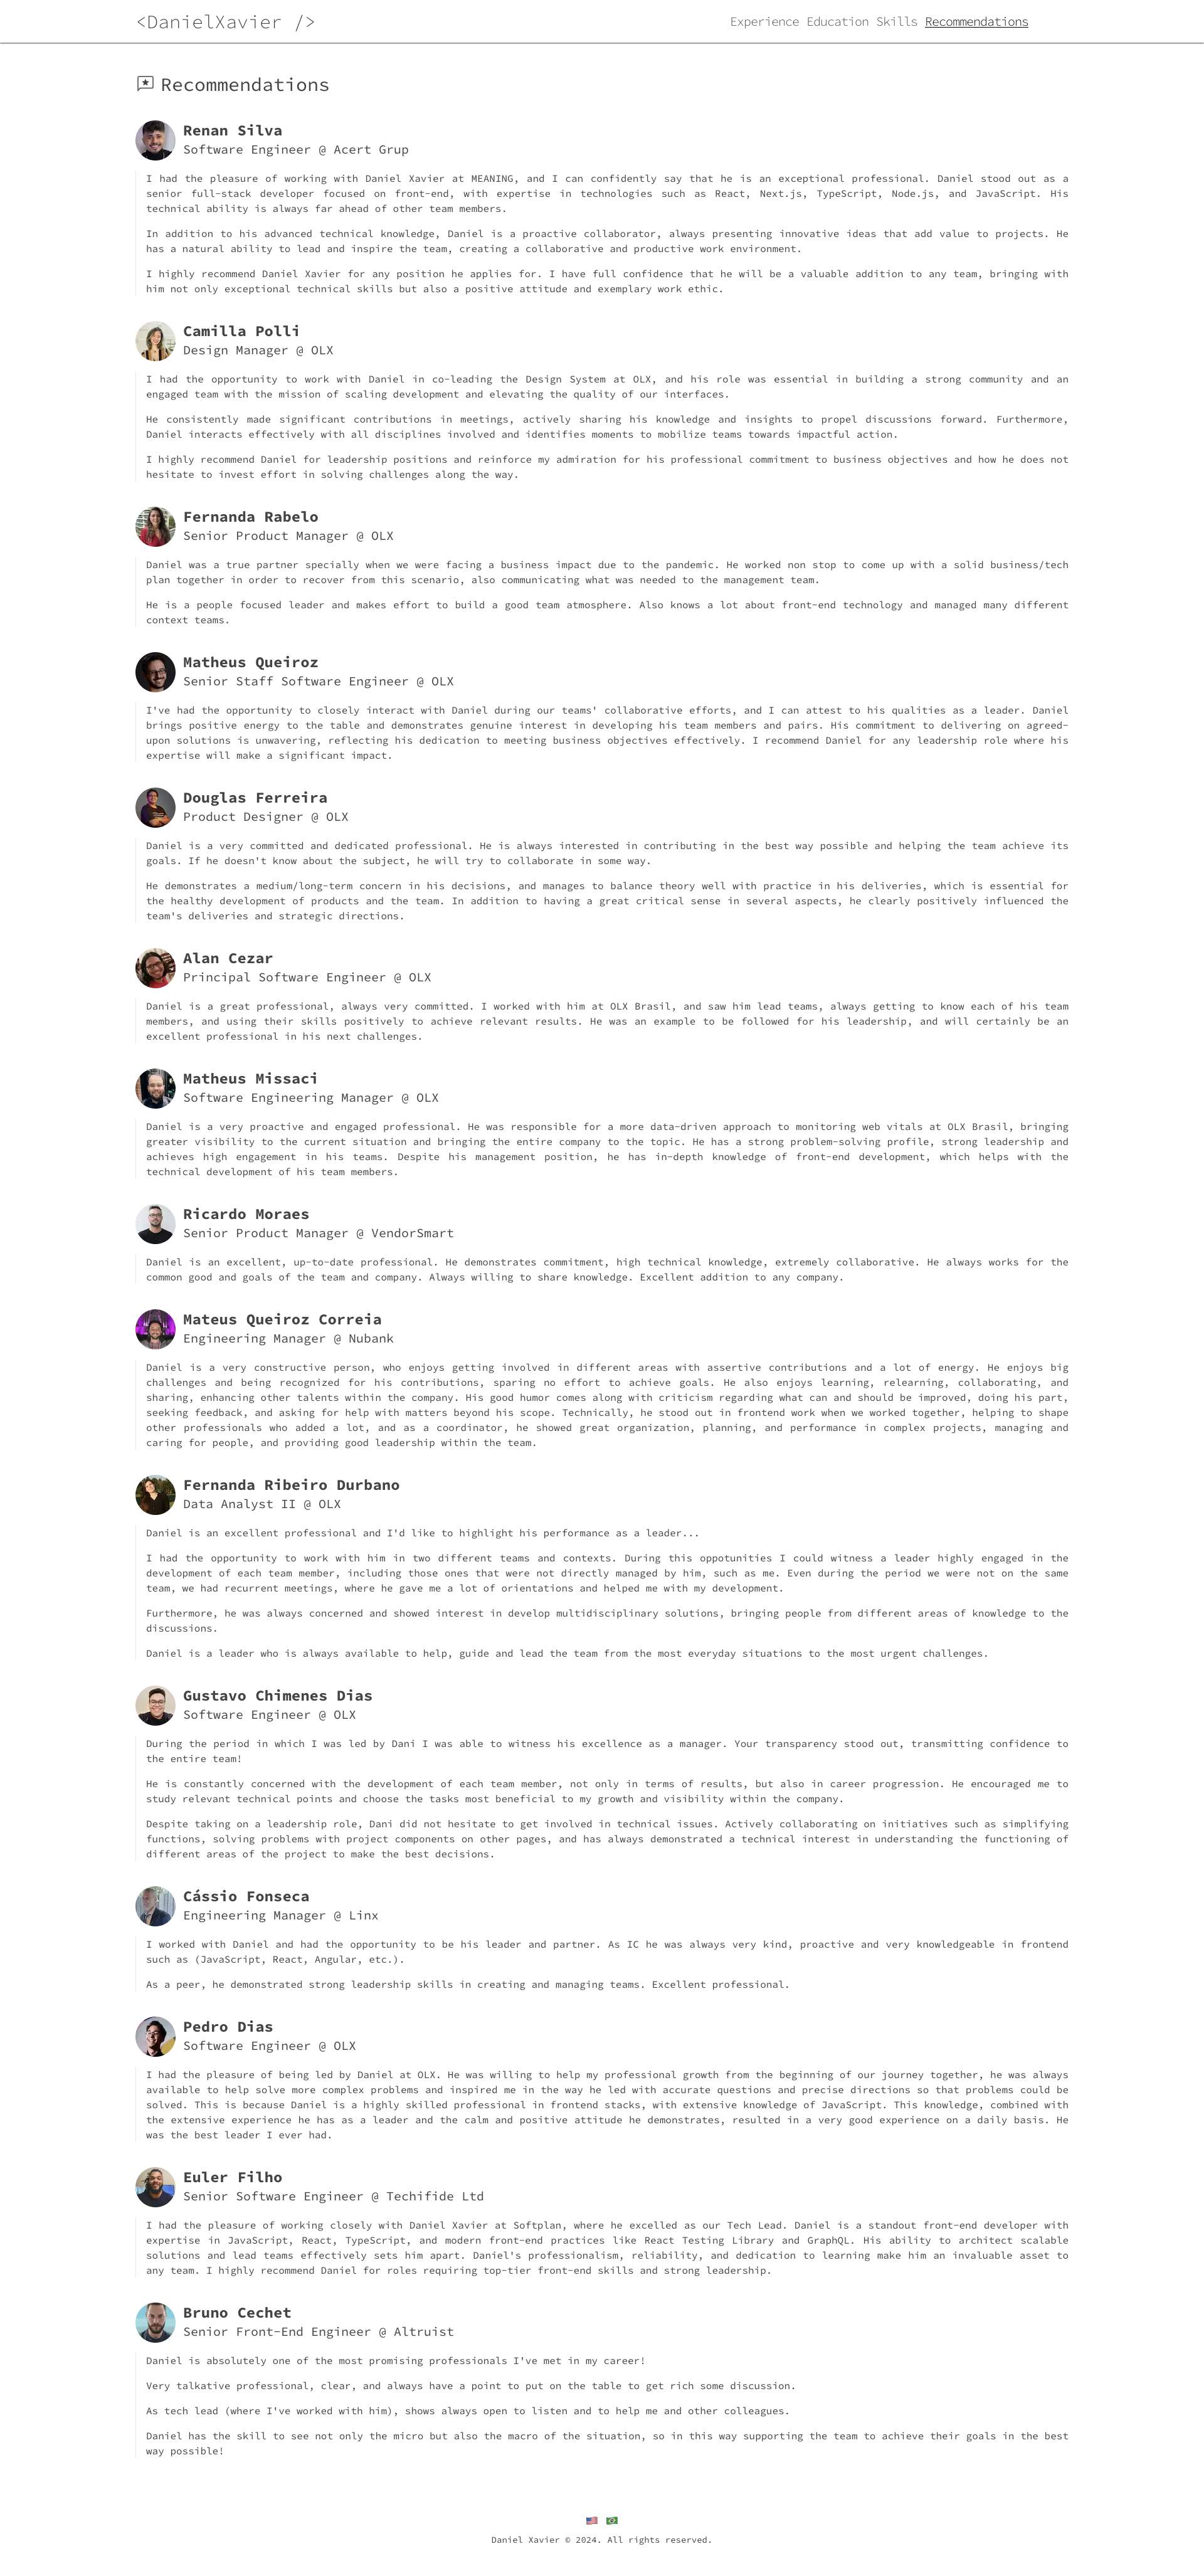 <DanielXavier />
Experience Education Skills Recommendations
Recommendations
Renan Silva
Software Engineer @ Acert Grup
I had the pleasure of working with Daniel Xavier at MEANING, and I can confidently say that he is an exceptional professional. Daniel stood out as a
senior full-stack developer focused on front-end, with expertise in technologies such as React, Next.js, TypeScript, Node.js, and JavaScript. His
technical ability is always far ahead of other team members.
In addition to his advanced technical knowledge, Daniel is a proactive collaborator, always presenting innovative ideas that add value to projects. He
has a natural ability to lead and inspire the team, creating a collaborative and productive work environment.
I highly recommend Daniel Xavier for any position he applies for. I have full confidence that he will be a valuable addition to any team, bringing with
him not only exceptional technical skills but also a positive attitude and exemplary work ethic.
Camilla Polli
Design Manager @ OLX
I had the opportunity to work with Daniel in co-leading the Design System at OLX, and his role was essential in building a strong community and an
engaged team with the mission of scaling development and elevating the quality of our interfaces.
He consistently made significant contributions in meetings, actively sharing his knowledge and insights to propel discussions forward. Furthermore,
Daniel interacts effectively with all disciplines involved and identifies moments to mobilize teams towards impactful action.
I highly recommend Daniel for leadership positions and reinforce my admiration for his professional commitment to business objectives and how he does not
hesitate to invest effort in solving challenges along the way.
Fernanda Rabelo
Senior Product Manager @ OLX
Daniel was a true partner specially when we were facing a business impact due to the pandemic. He worked non stop to come up with a solid business/tech
plan together in order to recover from this scenario, also communicating what was needed to the management team.
He is a people focused leader and makes effort to build a good team atmosphere. Also knows a lot about front-end technology and managed many different
context teams.
Matheus Queiroz
Senior Staff Software Engineer @ OLX
I've had the opportunity to closely interact with Daniel during our teams' collaborative efforts, and I can attest to his qualities as a leader. Daniel
brings positive energy to the table and demonstrates genuine interest in developing his team members and pairs. His commitment to delivering on agreed-
upon solutions is unwavering, reflecting his dedication to meeting business objectives effectively. I recommend Daniel for any leadership role where his
expertise will make a significant impact.
Douglas Ferreira
Product Designer @ OLX
Daniel is a very committed and dedicated professional. He is always interested in contributing in the best way possible and helping the team achieve its
goals. If he doesn't know about the subject, he will try to collaborate in some way.
He demonstrates a medium/long-term concern in his decisions, and manages to balance theory well with practice in his deliveries, which is essential for
the healthy development of products and the team. In addition to having a great critical sense in several aspects, he clearly positively influenced the
team's deliveries and strategic directions.
Alan Cezar
Principal Software Engineer @ OLX
Daniel is a great professional, always very committed. I worked with him at OLX Brasil, and saw him lead teams, always getting to know each of his team
members, and using their skills positively to achieve relevant results. He was an example to be followed for his leadership, and will certainly be an
excellent professional in his next challenges.
Matheus Missaci
Software Engineering Manager @ OLX
Daniel is a very proactive and engaged professional. He was responsible for a more data-driven approach to monitoring web vitals at OLX Brasil, bringing
greater visibility to the current situation and bringing the entire company to the topic. He has a strong problem-solving profile, strong leadership and
achieves high engagement in his teams. Despite his management position, he has in-depth knowledge of front-end development, which helps with the
technical development of his team members.
Ricardo Moraes
Senior Product Manager @ VendorSmart
Daniel is an excellent, up-to-date professional. He demonstrates commitment, high technical knowledge, extremely collaborative. He always works for the
common good and goals of the team and company. Always willing to share knowledge. Excellent addition to any company.
Mateus Queiroz Correia
Engineering Manager @ Nubank
Daniel is a very constructive person, who enjoys getting involved in different areas with assertive contributions and a lot of energy. He enjoys big
challenges and being recognized for his contributions, sparing no effort to achieve goals. He also enjoys learning, relearning, collaborating, and
sharing, enhancing other talents within the company. His good humor comes along with criticism regarding what can and should be improved, doing his part,
seeking feedback, and asking for help with matters beyond his scope. Technically, he stood out in frontend work when we worked together, helping to shape
other professionals who added a lot, and as a coordinator, he showed great organization, planning, and performance in complex projects, managing and
caring for people, and providing good leadership within the team.
Fernanda Ribeiro Durbano
Data Analyst II @ OLX
Daniel is an excellent professional and I'd like to highlight his performance as a leader...
I had the opportunity to work with him in two different teams and contexts. During this oppotunities I could witness a leader highly engaged in the
development of each team member, including those ones that were not directly managed by him, such as me. Even during the period we were not on the same
team, we had recurrent meetings, where he gave me a lot of orientations and helped me with my development.
Furthermore, he was always concerned and showed interest in develop multidisciplinary solutions, bringing people from different areas of knowledge to the
discussions.
Daniel is a leader who is always available to help, guide and lead the team from the most everyday situations to the most urgent challenges.
Gustavo Chimenes Dias
Software Engineer @ OLX
During the period in which I was led by Dani I was able to witness his excellence as a manager. Your transparency stood out, transmitting confidence to
the entire team!
He is constantly concerned with the development of each team member, not only in terms of results, but also in career progression. He encouraged me to
study relevant technical points and choose the tasks most beneficial to my growth and visibility within the company.
Despite taking on a leadership role, Dani did not hesitate to get involved in technical issues. Actively collaborating on initiatives such as simplifying
functions, solving problems with project components on other pages, and has always demonstrated a technical interest in understanding the functioning of
different areas of the project to make the best decisions.
Cássio Fonseca
Engineering Manager @ Linx
I worked with Daniel and had the opportunity to be his leader and partner. As IC he was always very kind, proactive and very knowledgeable in frontend
such as (JavaScript, React, Angular, etc.).
As a peer, he demonstrated strong leadership skills in creating and managing teams. Excellent professional.
Pedro Dias
Software Engineer @ OLX
I had the pleasure of being led by Daniel at OLX. He was willing to help my professional growth from the beginning of our journey together, he was always
available to help solve more complex problems and inspired me in the way he led with accurate questions and precise directions so that problems could be
solved. This is because Daniel is a highly skilled professional in frontend stacks, with extensive knowledge of JavaScript. This knowledge, combined with
the extensive experience he has as a leader and the calm and positive attitude he demonstrates, resulted in a very good experience on a daily basis. He
was the best leader I ever had.
Euler Filho
Senior Software Engineer @ Techifide Ltd
I had the pleasure of working closely with Daniel Xavier at Softplan, where he excelled as our Tech Lead. Daniel is a standout front-end developer with
expertise in JavaScript, React, TypeScript, and modern front-end practices like React Testing Library and GraphQL. His ability to architect scalable
solutions and lead teams effectively sets him apart. Daniel's professionalism, reliability, and dedication to learning make him an invaluable asset to
any team. I highly recommend Daniel for roles requiring top-tier front-end skills and strong leadership.
Bruno Cechet
Senior Front-End Engineer @ Altruist
Daniel is absolutely one of the most promising professionals I've met in my career!
Very talkative professional, clear, and always have a point to put on the table to get rich some discussion.
As tech lead (where I've worked with him), shows always open to listen and to help me and other colleagues.
Daniel has the skill to see not only the micro but also the macro of the situation, so in this way supporting the team to achieve their goals in the best
way possible!
Daniel Xavier © 2024. All rights reserved.